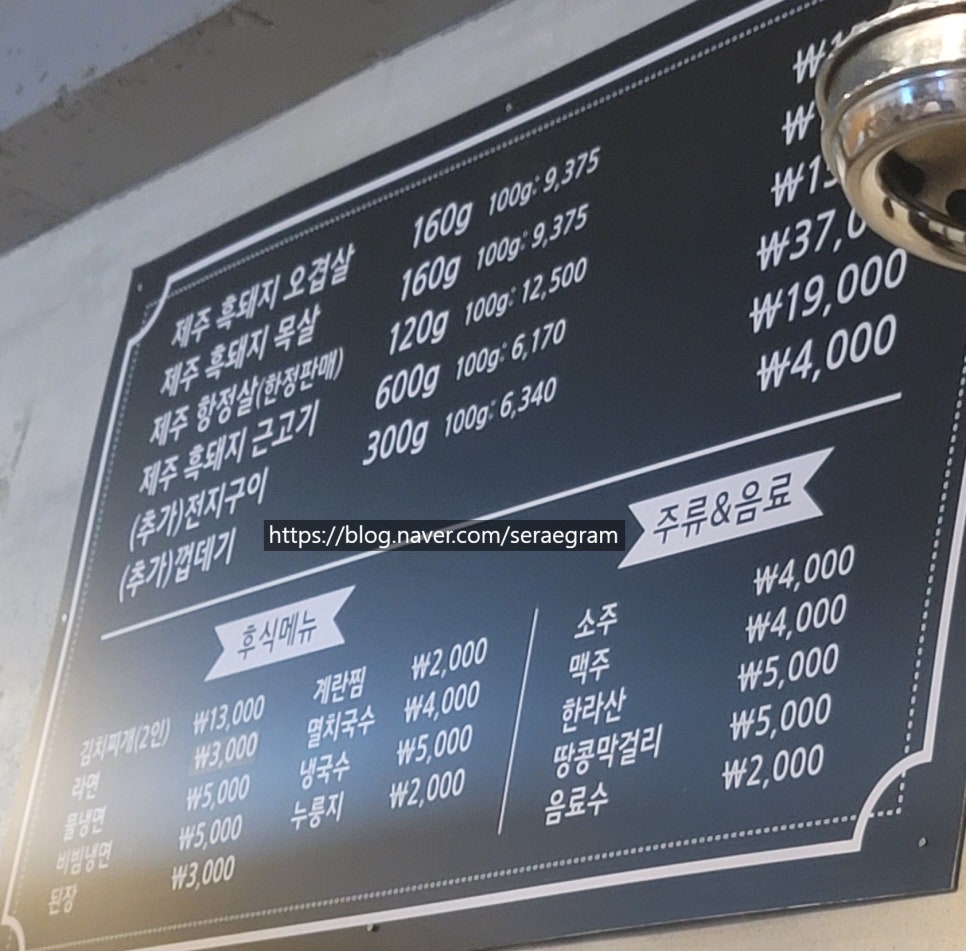 제주 흑돼지 오겹살 160g 100g: 9,375
제주 흑돼지 목살 160g 100g: 9,375
제주 항정살(한정판매) 120g 100g: 12,500
제주 흑돼지 근고기 600g 100g: 6,170
(추가)전지구이 300g 100g: 6,340 ₩19,000
(추가)껍데기 ₩4,000
https://blog.naver.com/seraegram
후식메뉴
김치찌개(2인) ₩13,000 계란찜 ₩2,000
라면 ₩3,000 멸치국수 ₩4,000
물냉면 ₩5,000 냉국수 ₩5,000
비빔냉면 ₩5,000 누룽지 ₩2,000
된장 ₩3,000
주류&음료
소주 ₩4,000
맥주 ₩4,000
한라산 ₩5,000
땅콩막걸리 ₩5,000
음료수 ₩2,000